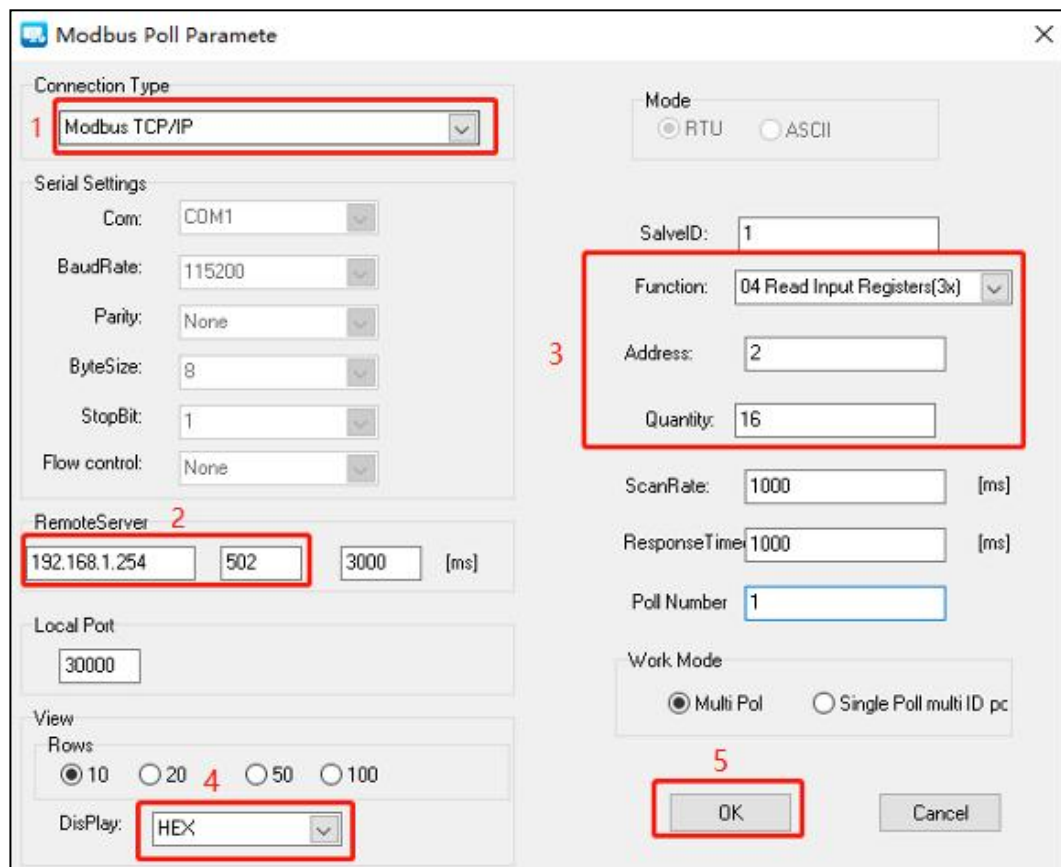 Modbus Poll Paramete
Connection Type
1
Modbus TCP/IP
Serial Settings
Com: COM1
BaudRate: 115200
Parity: None
ByteSize: 8
StopBit: 1
Flow control: None
RemoteServer 2
192.168.1.254 502 3000 [ms]
Local Port
30000
View
Rows
10 20 50 100
4
DisPlay: HEX
Mode
RTU ASCII
SalveID: 1
Function: 04 Read Input Registers(3x)
3
Address: 2
Quantity: 16
ScanRate: 1000 [ms]
ResponseTime 1000 [ms]
Poll Number 1
Work Mode
Multi Pol Single Poll multi ID pc
5
OK Cancel